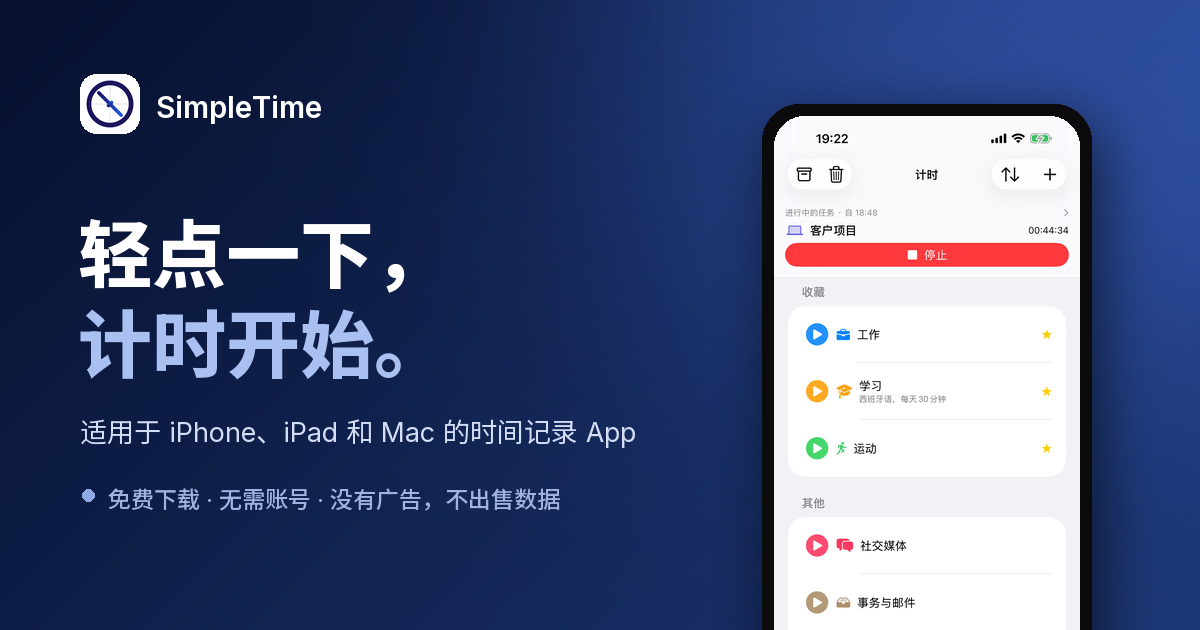 SimpleTime
轻点一下，
计时开始。
适用于 iPhone、iPad 和 Mac 的时间记录 App
免费下载 · 无需账号 · 没有广告，不出售数据
19:22
计时
进行中的任务 · 自 18:48
客户项目
00:44:34
停止
收藏
工作
学习
西班牙语，每天 30 分钟
运动
其他
社交媒体
事务与邮件